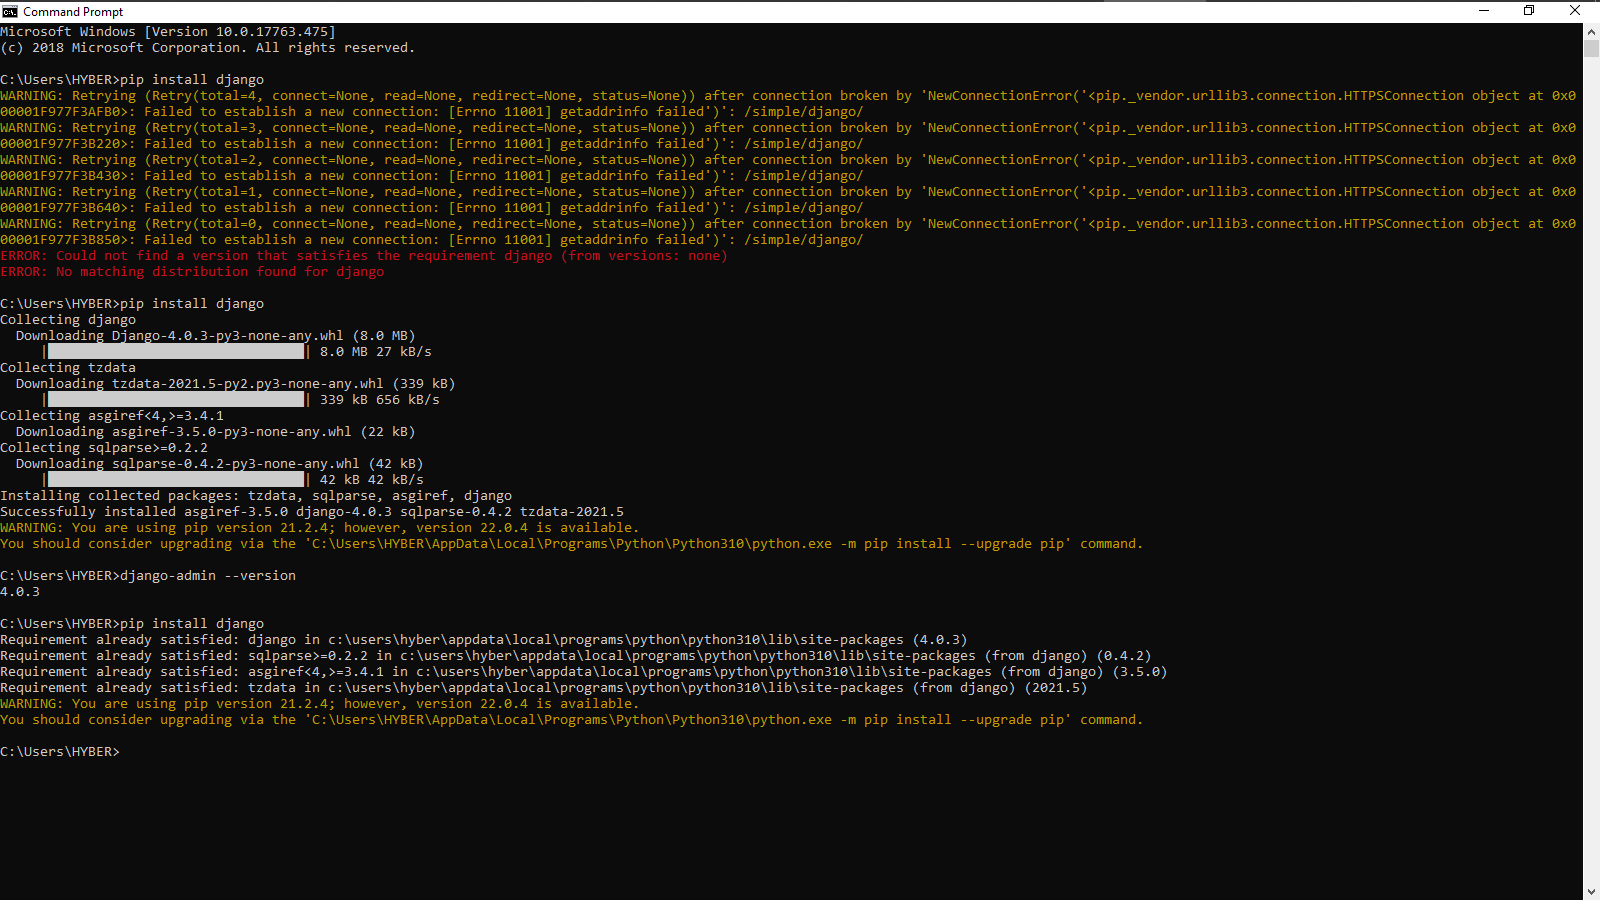 Command Prompt
Microsoft Windows [Version 10.0.17763.475]
(c) 2018 Microsoft Corporation. All rights reserved.
C:\Users\HYBER>pip install django
WARNING: Retrying (Retry(total=4, connect=None, read=None, redirect=None, status=None)) after connection broken by 'NewConnectionError('<pip._vendor.urllib3.connection.HTTPSConnection object at 0x0
00001F977F3AFB0>: Failed to establish a new connection: [Errno 11001] getaddrinfo failed')': /simple/django/
WARNING: Retrying (Retry(total=3, connect=None, read=None, redirect=None, status=None)) after connection broken by 'NewConnectionError('<pip._vendor.urllib3.connection.HTTPSConnection object at 0x0
00001F977F3B220>: Failed to establish a new connection: [Errno 11001] getaddrinfo failed')': /simple/django/
WARNING: Retrying (Retry(total=2, connect=None, read=None, redirect=None, status=None)) after connection broken by 'NewConnectionError('<pip._vendor.urllib3.connection.HTTPSConnection object at 0x0
00001F977F3B430>: Failed to establish a new connection: [Errno 11001] getaddrinfo failed')': /simple/django/
WARNING: Retrying (Retry(total=1, connect=None, read=None, redirect=None, status=None)) after connection broken by 'NewConnectionError('<pip._vendor.urllib3.connection.HTTPSConnection object at 0x0
00001F977F3B640>: Failed to establish a new connection: [Errno 11001] getaddrinfo failed')': /simple/django/
WARNING: Retrying (Retry(total=0, connect=None, read=None, redirect=None, status=None)) after connection broken by 'NewConnectionError('<pip._vendor.urllib3.connection.HTTPSConnection object at 0x0
00001F977F3B850>: Failed to establish a new connection: [Errno 11001] getaddrinfo failed')': /simple/django/
ERROR: Could not find a version that satisfies the requirement django (from versions: none)
ERROR: No matching distribution found for django
C:\Users\HYBER>pip install django
Collecting django
Downloading Django-4.0.3-py3-none-any.whl (8.0 MB)
| | 8.0 MB 27 kB/s
Collecting tzdata
Downloading tzdata-2021.5-py2.py3-none-any.whl (339 kB)
| | 339 kB 656 kB/s
Collecting asgiref<4,>=3.4.1
Downloading asgiref-3.5.0-py3-none-any.whl (22 kB)
Collecting sqlparse>=0.2.2
Downloading sqlparse-0.4.2-py3-none-any.whl (42 kB)
| | 42 kB 42 kB/s
Installing collected packages: tzdata, sqlparse, asgiref, django
Successfully installed asgiref-3.5.0 django-4.0.3 sqlparse-0.4.2 tzdata-2021.5
WARNING: You are using pip version 21.2.4; however, version 22.0.4 is available.
You should consider upgrading via the 'C:\Users\HYBER\AppData\Local\Programs\Python\Python310\python.exe -m pip install --upgrade pip' command.
C:\Users\HYBER>django-admin --version
4.0.3
C:\Users\HYBER>pip install django
Requirement already satisfied: django in c:\users\hyber\appdata\local\programs\python\python310\lib\site-packages (4.0.3)
Requirement already satisfied: sqlparse>=0.2.2 in c:\users\hyber\appdata\local\programs\python\python310\lib\site-packages (from django) (0.4.2)
Requirement already satisfied: asgiref<4,>=3.4.1 in c:\users\hyber\appdata\local\programs\python\python310\lib\site-packages (from django) (3.5.0)
Requirement already satisfied: tzdata in c:\users\hyber\appdata\local\programs\python\python310\lib\site-packages (from django) (2021.5)
WARNING: You are using pip version 21.2.4; however, version 22.0.4 is available.
You should consider upgrading via the 'C:\Users\HYBER\AppData\Local\Programs\Python\Python310\python.exe -m pip install --upgrade pip' command.
C:\Users\HYBER>